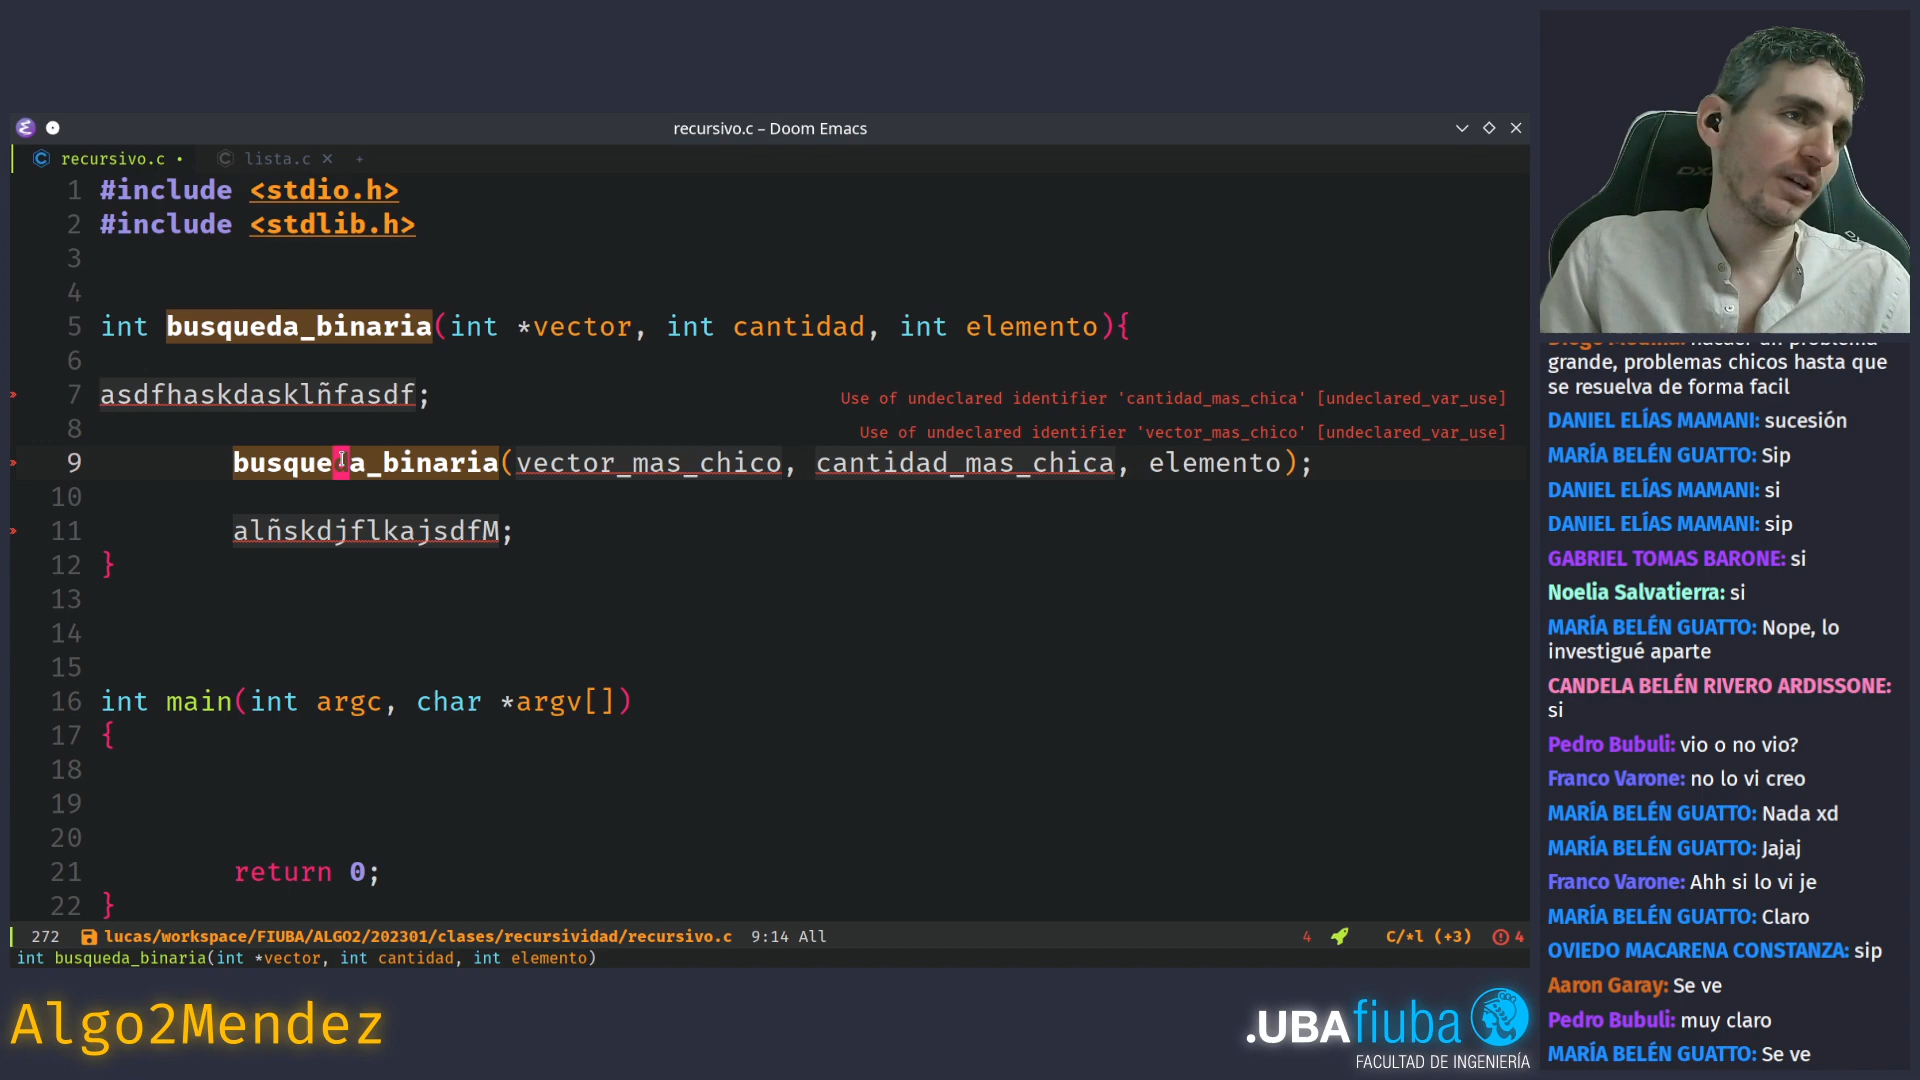 recursivo.c – Doom Emacs
recursivo.c • lista.c × +
1 #include <stdio.h>
2 #include <stdlib.h>
3
4
5 int busqueda_binaria(int *vector, int cantidad, int elemento){
6
7 asdfhaskdasklñfasdf; Use of undeclared identifier 'cantidad_mas_chica' [undeclared_var_use]
8 Use of undeclared identifier 'vector_mas_chico' [undeclared_var_use]
9 busqueda_binaria(vector_mas_chico, cantidad_mas_chica, elemento);
10
11 alñskdjflkajsdfM;
12 }
13
14
15
16 int main(int argc, char *argv[])
17 {
18
19
20
21 return 0;
22 }
272 lucas/workspace/FIUBA/ALGO2/202301/clases/recursividad/recursivo.c 9:14 All 4 C/*l (+3) 4
int busqueda_binaria(int *vector, int cantidad, int elemento)
Algo2Mendez
.UBAfiuba
FACULTAD DE INGENIERÍA
grande, problemas chicos hasta que
se resuelva de forma facil
DANIEL ELÍAS MAMANI: sucesión
MARÍA BELÉN GUATTO: Sip
DANIEL ELÍAS MAMANI: si
DANIEL ELÍAS MAMANI: sip
GABRIEL TOMAS BARONE: si
Noelia Salvatierra: si
MARÍA BELÉN GUATTO: Nope, lo
investigué aparte
CANDELA BELÉN RIVERO ARDISSONE:
si
Pedro Bubuli: vio o no vio?
Franco Varone: no lo vi creo
MARÍA BELÉN GUATTO: Nada xd
MARÍA BELÉN GUATTO: Jajaj
Franco Varone: Ahh si lo vi je
MARÍA BELÉN GUATTO: Claro
OVIEDO MACARENA CONSTANZA: sip
Aaron Garay: Se ve
Pedro Bubuli: muy claro
MARÍA BELÉN GUATTO: Se ve